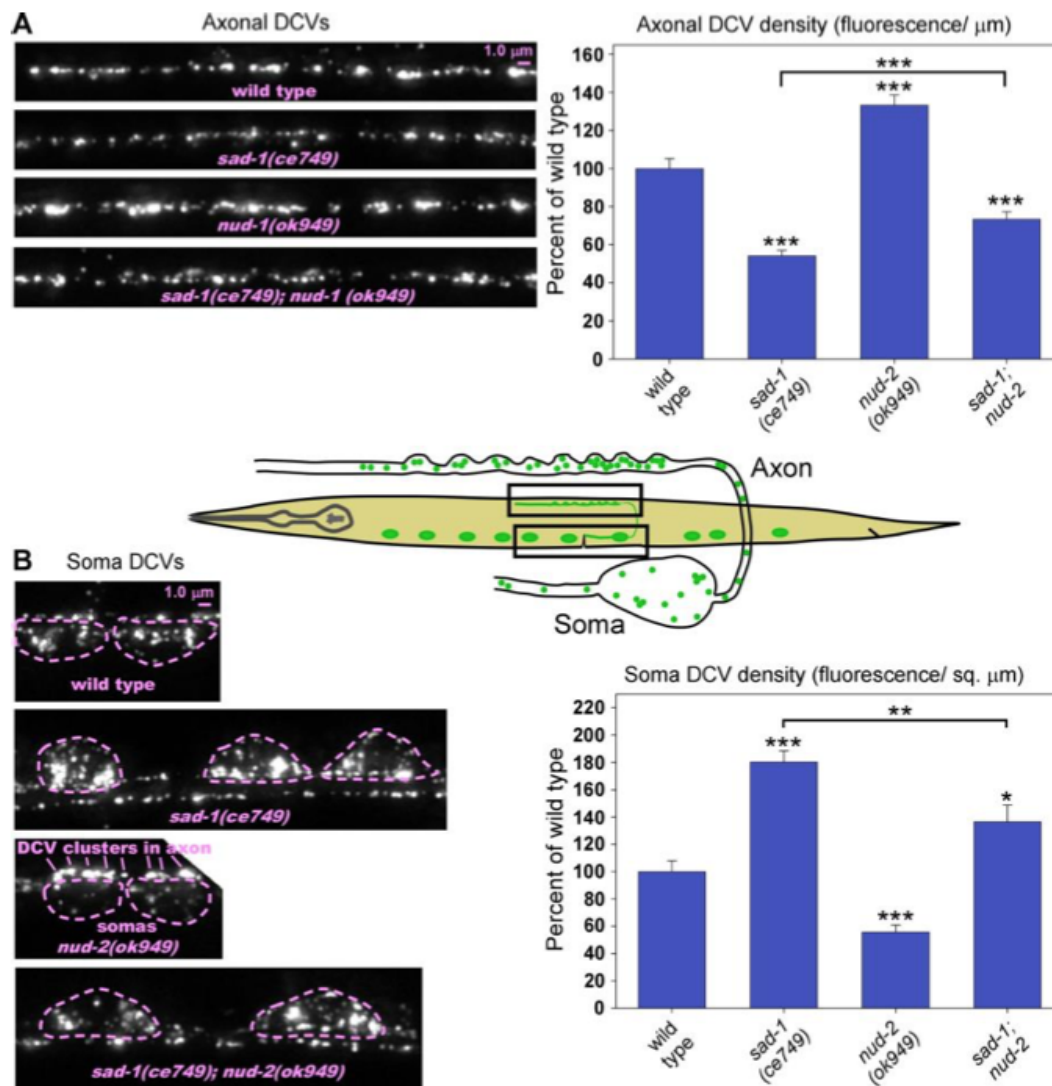 A
Axonal DCVs
1.0 μm
wild type
sad-1(ce749)
nud-1(ok949)
sad-1(ce749); nud-1 (ok949)
Axonal DCV density (fluorescence/ μm)
Percent of wild type
160
140
120
100
80
60
40
20
0
***
***
***
***
wild
type
sad-1
(ce749)
nud-2
(ok949)
sad-1;
nud-2
Axon
Soma
B
Soma DCVs
1.0 μm
wild type
sad-1(ce749)
DCV clusters in axon
somas
nud-2(ok949)
sad-1(ce749); nud-2(ok949)
Soma DCV density (fluorescence/ sq. μm)
Percent of wild type
220
200
180
160
140
120
100
80
60
40
20
0
**
***
*
***
wild
type
sad-1
(ce749)
nud-2
(ok949)
sad-1;
nud-2